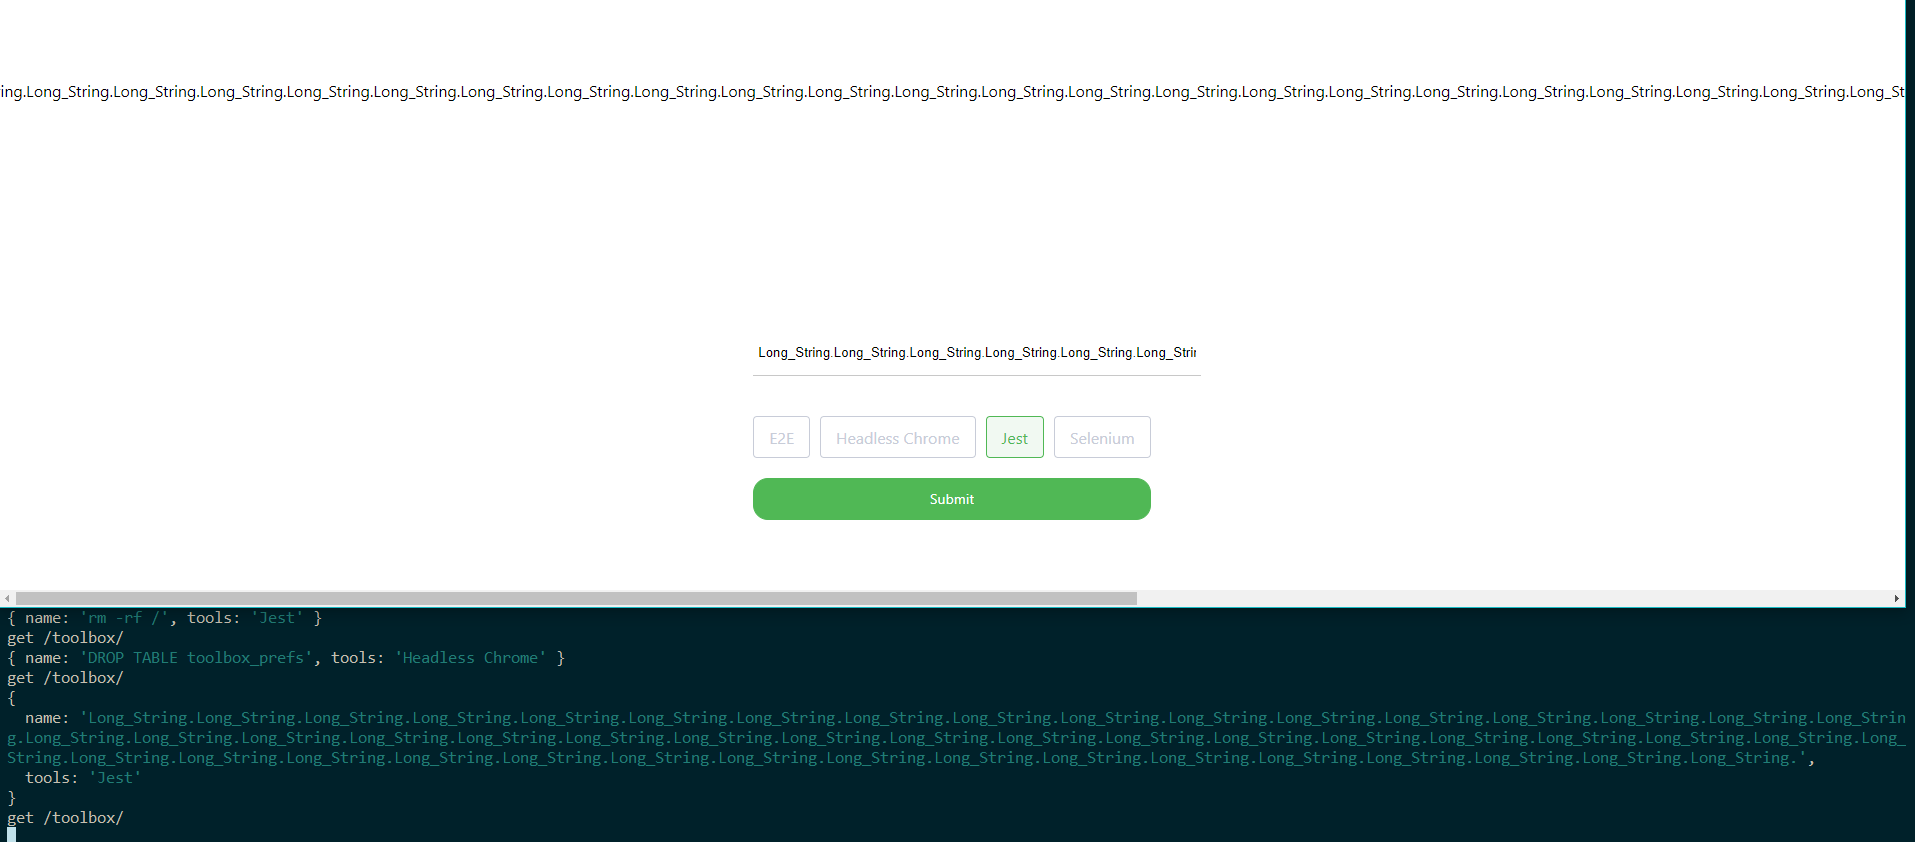 ing.Long_String.Long_String.Long_String.Long_String.Long_String.Long_String.Long_String.Long_String.Long_String.Long_String.Long_String.Long_String.Long_String.Long_String.Long_String.Long_String.Long_String.Long_String.Long_String.Long_String.Long_String.Long_St
Long_String.Long_String.Long_String.Long_String.Long_String.Long_Strin
E2E Headless Chrome Jest Selenium
Submit
{ name: 'rm -rf /', tools: 'Jest' }
get /toolbox/
{ name: 'DROP TABLE toolbox_prefs', tools: 'Headless Chrome' }
get /toolbox/
{
name: 'Long_String.Long_String.Long_String.Long_String.Long_String.Long_String.Long_String.Long_String.Long_String.Long_String.Long_String.Long_String.Long_String.Long_String.Long_String.Long_String.Long_Strin
g.Long_String.Long_String.Long_String.Long_String.Long_String.Long_String.Long_String.Long_String.Long_String.Long_String.Long_String.Long_String.Long_String.Long_String.Long_String.Long_String.Long_String.Long_
String.Long_String.Long_String.Long_String.Long_String.Long_String.Long_String.Long_String.Long_String.Long_String.Long_String.Long_String.Long_String.Long_String.Long_String.Long_String.Long_String.',
tools: 'Jest'
}
get /toolbox/